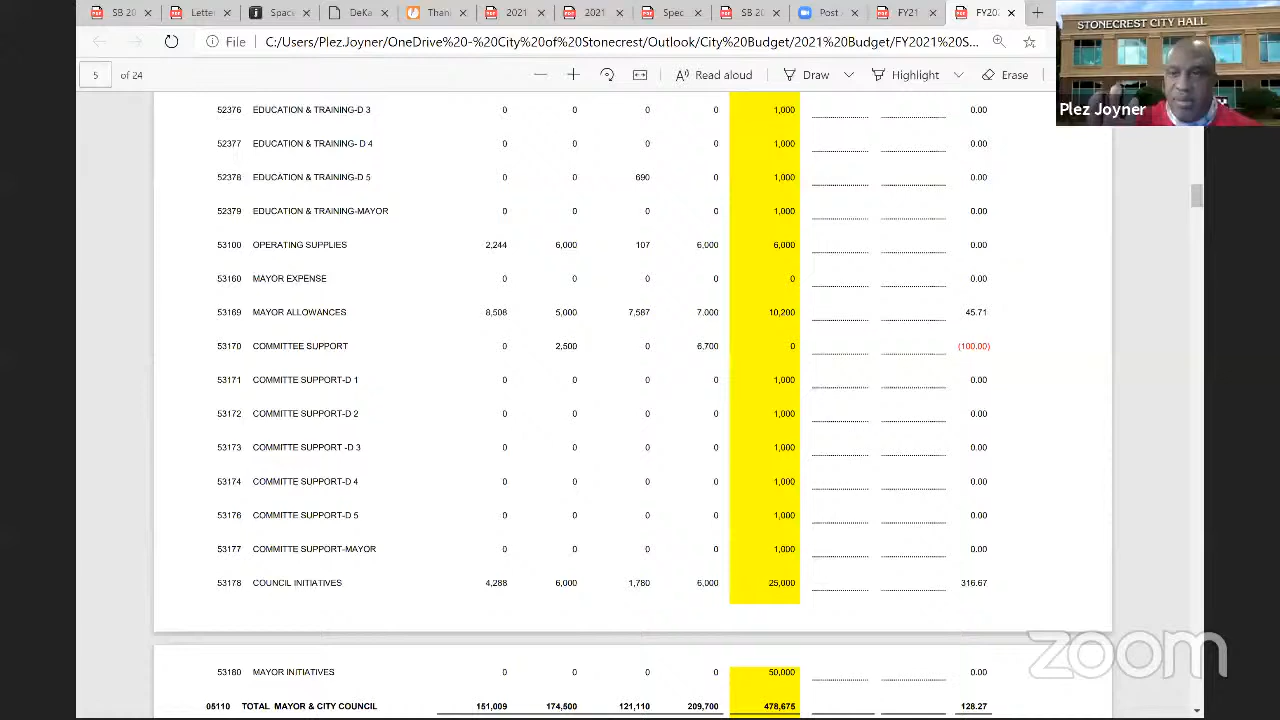 SB 20 Letter Spaci D Than 202 2021 Spec SB 2 Post FY21 FY20
File C:/Users/Plez.Joyner/OneDrive%20-%20City%20of%20Stonecrest/Outlook/City%20Budget/2021%20Budget/FY2021%20S...
5 of 24 Read aloud Draw Highlight Erase
STONECREST CITY HALL
Plez Joyner
52376 EDUCATION & TRAINING-D 3 0 0 0 0 1,000 0.00
52377 EDUCATION & TRAINING- D 4 0 0 0 1,000 0.00
52378 EDUCATION & TRAINING-D 5 0 0 690 0 1,000 0.00
52379 EDUCATION & TRAINING-MAYOR 0 0 0 0 1,000 0.00
53100 OPERATING SUPPLIES 2,244 6,000 107 6,000 6,000 0.00
53160 MAYOR EXPENSE 0 0 0 0 0 0.00
53169 MAYOR ALLOWANCES 8,508 5,000 7,587 7,000 10,200 45.71
53170 COMMITTEE SUPPORT 0 2,500 0 6,700 0 (100.00)
53171 COMMITTE SUPPORT-D 1 0 0 0 0 1,000 0.00
53172 COMMITTE SUPPORT-D 2 0 0 0 0 1,000 0.00
53173 COMMITTE SUPPORT -D 3 0 0 0 0 1,000 0.00
53174 COMMITTE SUPPORT-D 4 0 0 0 0 1,000 0.00
53176 COMMITTE SUPPORT-D 5 0 0 0 0 1,000 0.00
53177 COMMITTE SUPPORT-MAYOR 0 0 0 0 1,000 0.00
53178 COUNCIL INITIATIVES 4,288 6,000 1,780 6,000 25,000 316.67
53180 MAYOR INITIATIVES 0 0 0 50,000 0.00
05110 TOTAL MAYOR & CITY COUNCIL 151,009 174,500 121,110 209,700 478,675 128.27
zoom